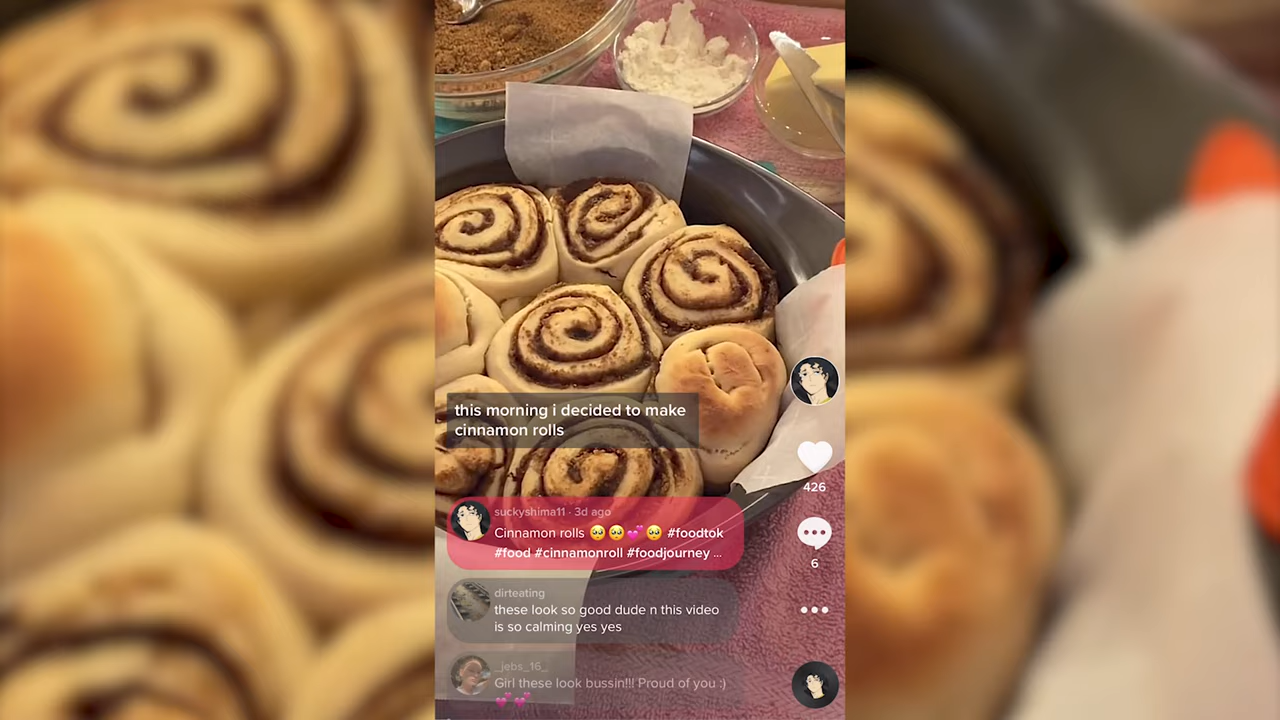 this morning i decided to make
cinnamon rolls
426
suckyshima11 · 3d ago
Cinnamon rolls 🥺🥺💕🥺 #foodtok
#food #cinnamonroll #foodjourney ...
6
dirteating
these look so good dude n this video
is so calming yes yes
_jebs_16_
Girl these look bussin!!! Proud of you :)
💕💕